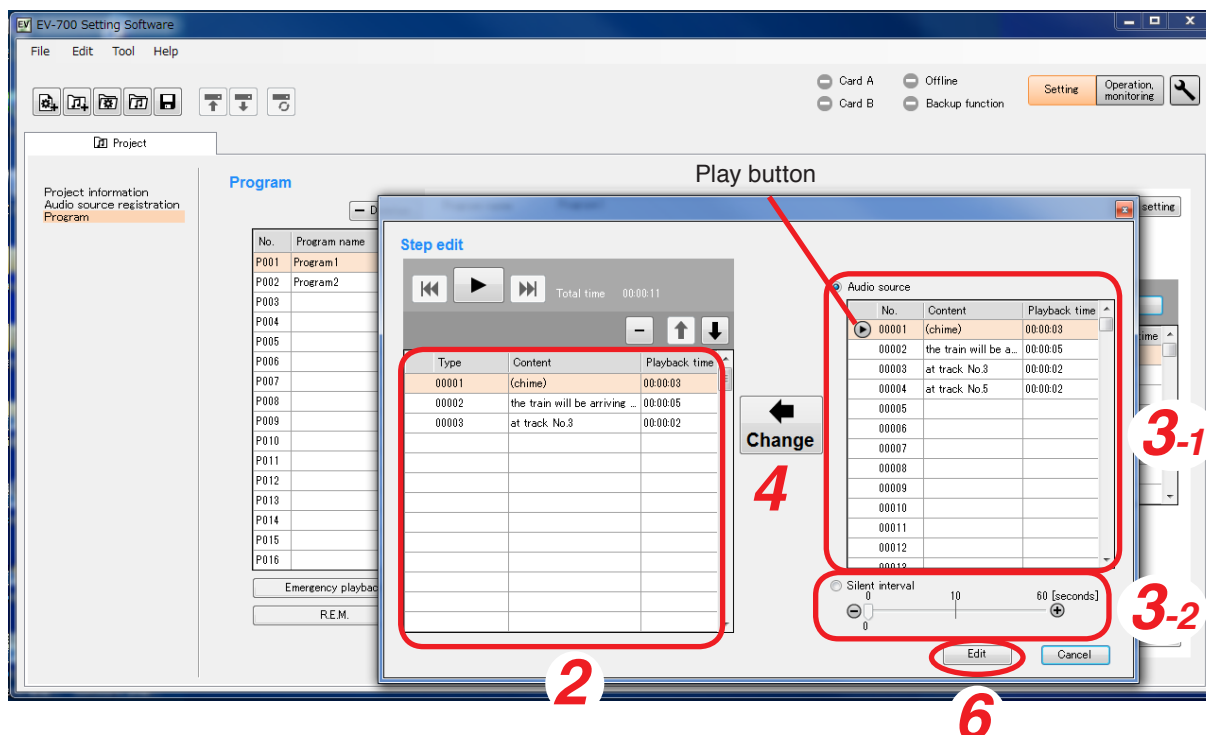 EV EV-700 Setting Software
File Edit Tool Help
Card A Offline
Card B Backup function
Setting
Operation,
monitoring
Project
Project information
Audio source registration
Program
Program
No. Program name
P001 Program1
P002 Program2
P003
P004
P005
P006
P007
P008
P009
P010
P011
P012
P013
P014
P015
P016
Emergency playbac
R.E.M.
setting
ime
Play button
Step edit
Total time 00:00:11
Type Content Playback time
00001 (chime) 00:00:03
00002 the train will be arriving ... 00:00:05
00003 at track No.3 00:00:02
2
Change
4
Audio source
No. Content Playback time
00001 (chime) 00:00:03
00002 the train will be a... 00:00:05
00003 at track No.3 00:00:02
00004 at track No.5 00:00:02
00005
00006
00007
00008
00009
00010
00011
00012
00013
3-1
Silent interval
0 10 60 [seconds]
0
3-2
Edit Cancel
6